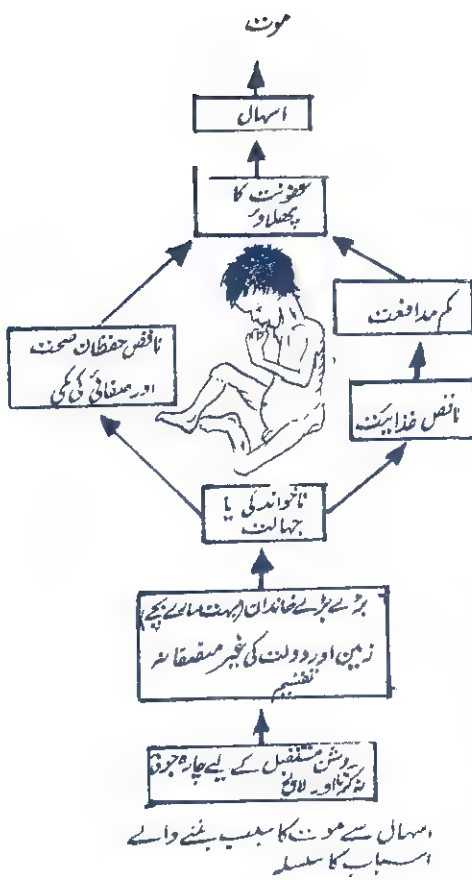 موت
اسہال
عفونت کا
پھیلاؤ
کم مدافعت
ناقص حفظان صحت
اور صفائی کی کمی
ناقص غذائیت
ناخواندگی یا
جہالت
بڑے بڑے خاندان (بہت سارے بچے)
زمین اور دولت کی غیر منصفانہ
تقسیم
روشن مستقبل کے لیے چارہ جوئی
نہ کرنا اور لالچ
اسہال سے موت کا سبب بننے والے
اسباب کا سلسلہ